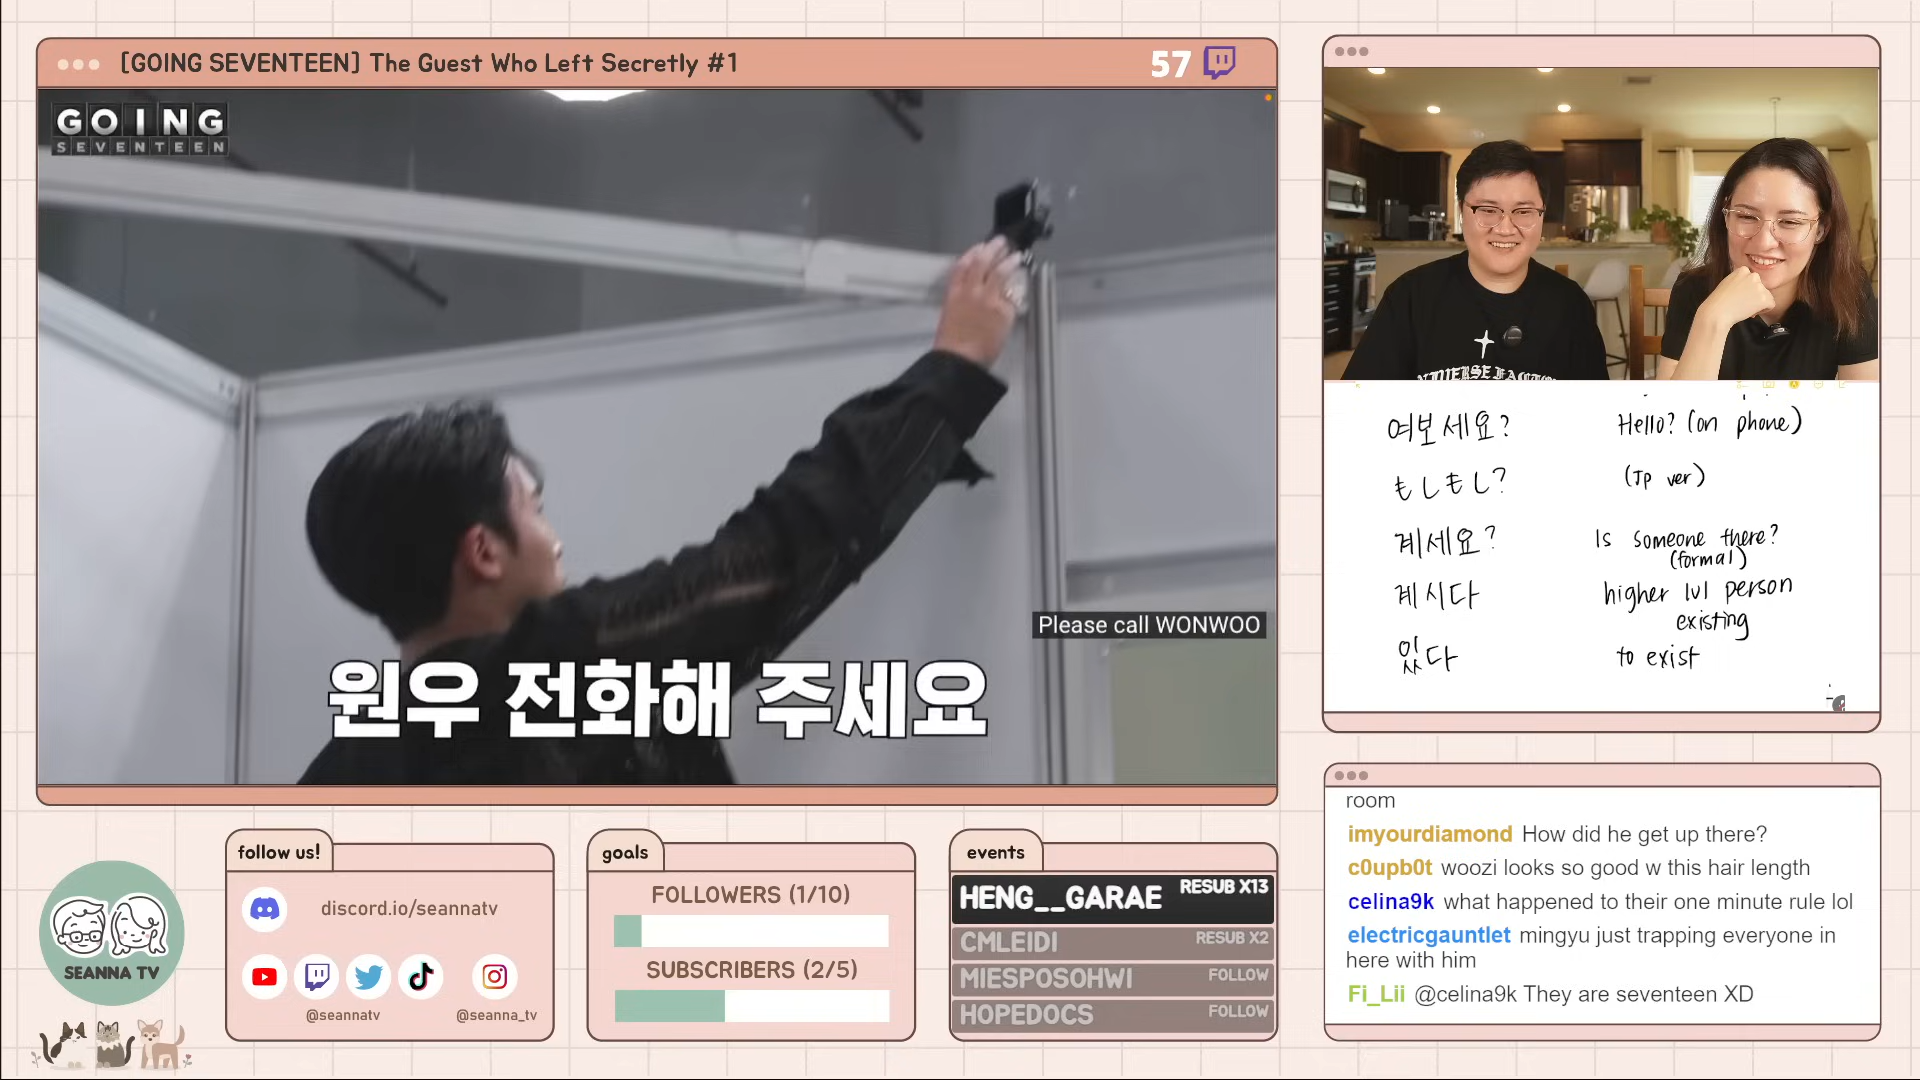 [GOING SEVENTEEN] The Guest Who Left Secretly #1
57
GOING
SEVENTEEN
Please call WONWOO
원우 전화해 주세요
여보세요? Hello? (on phone)
もしもし? (Jp ver)
계세요? Is someone there?
(formal)
계시다 higher lvl person
existing
있다 to exist
room
imyourdiamond How did he get up there?
c0upb0t woozi looks so good w this hair length
celina9k what happened to their one minute rule lol
electricgauntlet mingyu just trapping everyone in
here with him
Fi_Lii @celina9k They are seventeen XD
SEANNA TV
follow us!
discord.io/seannatv
@seannatv
@seanna_tv
goals
FOLLOWERS (1/10)
SUBSCRIBERS (2/5)
events
HENG__GARAE RESUB X13
CMLEIDI RESUB X2
MIESPOSOHWI FOLLOW
HOPEDOCS FOLLOW